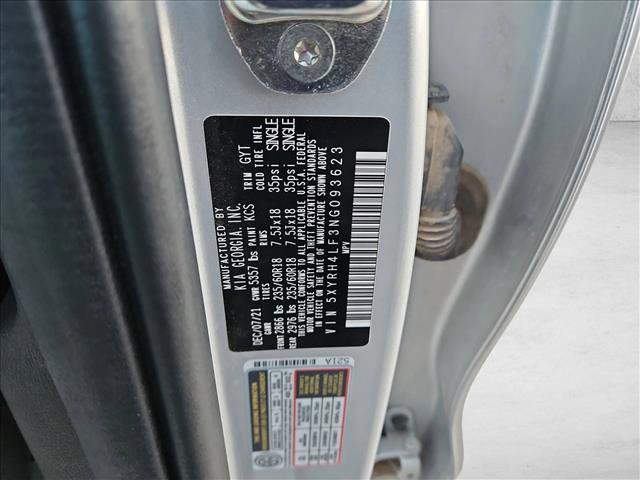 MANUFACTURED BY
KIA GEORGIA, INC.
DEC/07/21 GVWR 5357 lbs PAINT KCS TRIM GYT
GAWR TIRES RIMS COLD TIRE INFL
FRONT 2866 lbs 235/60R18 7.5Jx18 35psi SINGLE
REAR 2976 lbs 235/60R18 7.5Jx18 35psi SINGLE
THIS VEHICLE CONFORMS TO ALL APPLICABLE U.S.A. FEDERAL
MOTOR VEHICLE SAFETY AND THEFT PREVENTION STANDARDS
IN EFFECT ON THE DATE OF MANUFACTURE SHOWN ABOVE
VIN 5XYRH4LF3NG093623
MPV
521A